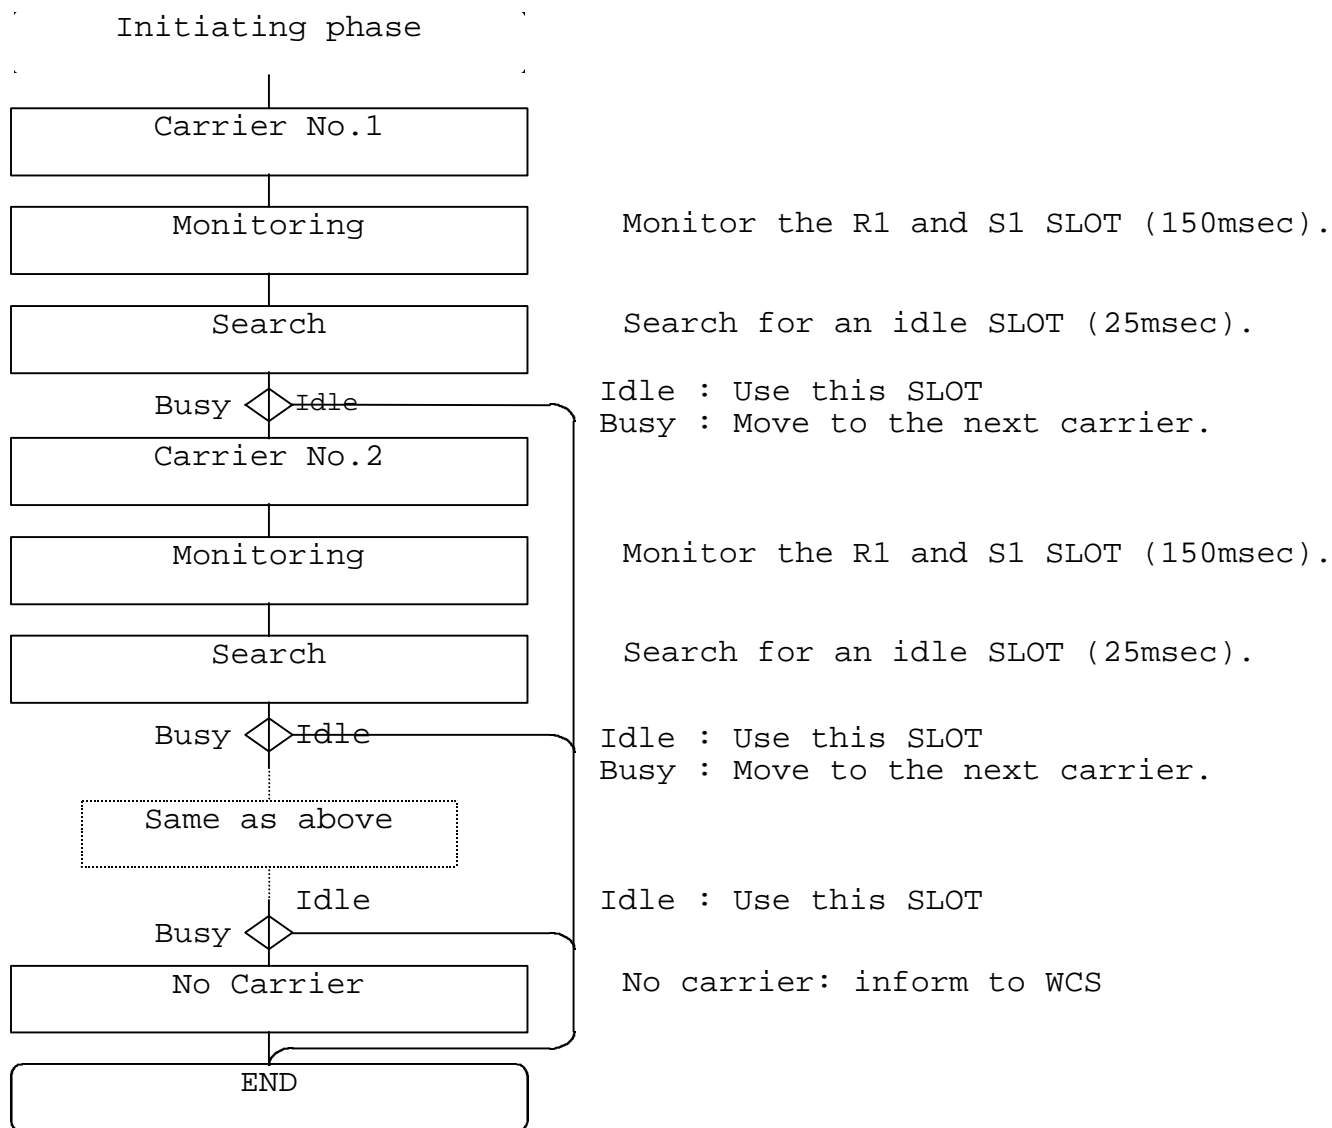 Initiating phase
Carrier No.1
Monitoring
Monitor the R1 and S1 SLOT (150msec).
Search
Search for an idle SLOT (25msec).
Busy
Idle
Idle : Use this SLOT
Busy : Move to the next carrier.
Carrier No.2
Monitoring
Monitor the R1 and S1 SLOT (150msec).
Search
Search for an idle SLOT (25msec).
Busy
Idle
Idle : Use this SLOT
Busy : Move to the next carrier.
Same as above
Idle
Idle : Use this SLOT
Busy
No Carrier
No carrier: inform to WCS
END